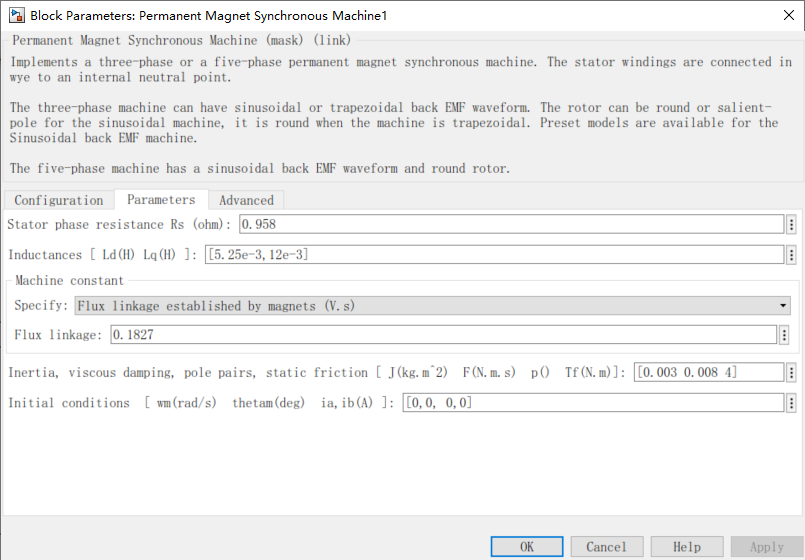 Block Parameters: Permanent Magnet Synchronous Machine1
Permanent Magnet Synchronous Machine (mask) (link)
Implements a three-phase or a five-phase permanent magnet synchronous machine. The stator windings are connected in
wye to an internal neutral point.
The three-phase machine can have sinusoidal or trapezoidal back EMF waveform. The rotor can be round or salient-
pole for the sinusoidal machine, it is round when the machine is trapezoidal. Preset models are available for the
Sinusoidal back EMF machine.
The five-phase machine has a sinusoidal back EMF waveform and round rotor.
Configuration Parameters Advanced
Stator phase resistance Rs (ohm): 0.958
Inductances [ Ld(H) Lq(H) ]: [5.25e-3,12e-3]
Machine constant
Specify: Flux linkage established by magnets (V.s)
Flux linkage: 0.1827
Inertia, viscous damping, pole pairs, static friction [ J(kg.m^2) F(N.m.s) p() Tf(N.m)]: [0.003 0.008 4]
Initial conditions [ wm(rad/s) thetam(deg) ia,ib(A) ]: [0,0, 0,0]
OK Cancel Help Apply